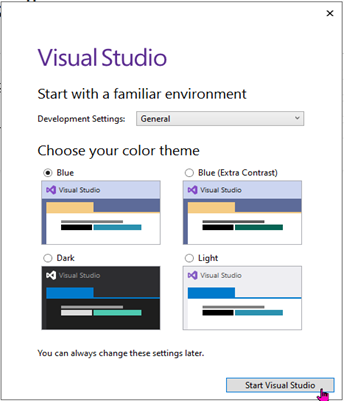 Visual Studio
Start with a familiar environment
Development Settings: General
Choose your color theme
Blue
Blue (Extra Contrast)
Visual Studio
Visual Studio
Dark
Light
Visual Studio
Visual Studio
You can always change these settings later.
Start Visual Studio